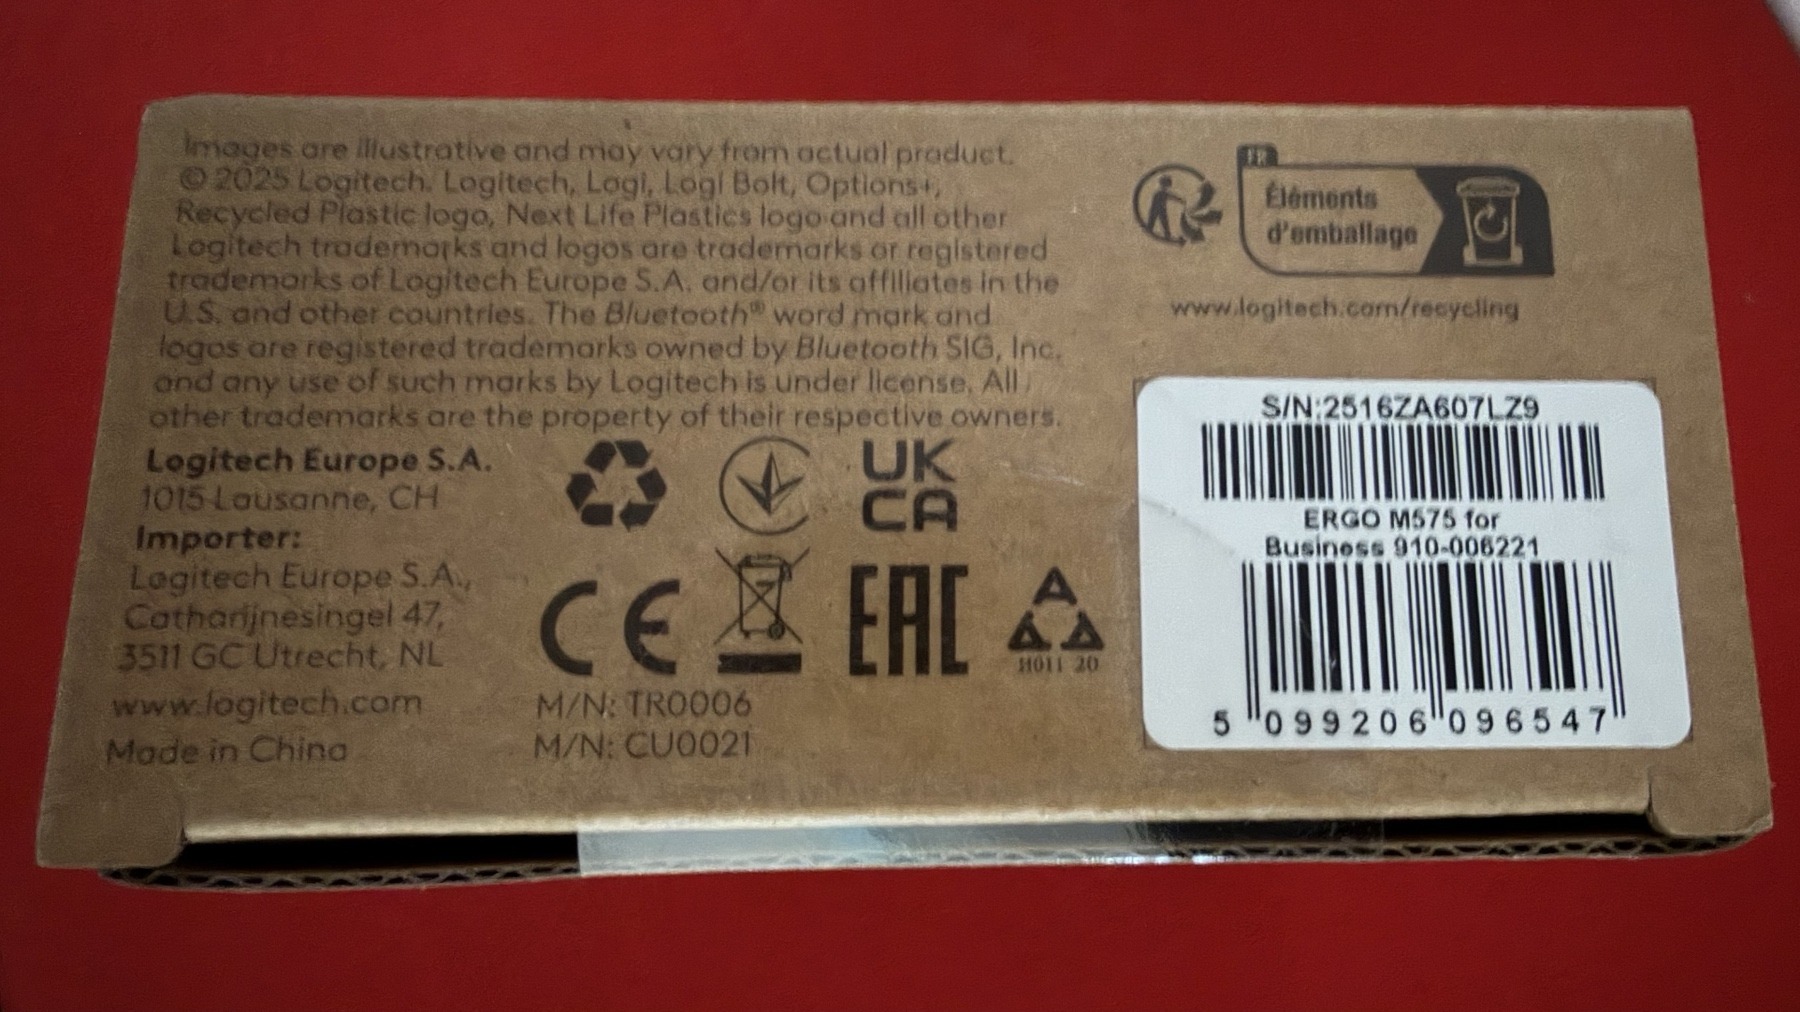 Images are illustrative and may vary from actual product.
© 2025 Logitech. Logitech, Logi, Logi Bolt, Options+,
Recycled Plastic logo, Next Life Plastics logo and all other
Logitech trademarks and logos are trademarks or registered
trademarks of Logitech Europe S.A. and/or its affiliates in the
U.S. and other countries. The Bluetooth® word mark and
logos are registered trademarks owned by Bluetooth SIG, Inc.
and any use of such marks by Logitech is under license. All
other trademarks are the property of their respective owners.
Logitech Europe S.A.
1015 Lausanne, CH
Importer:
Logitech Europe S.A.,
Catharijnesingel 47,
3511 GC Utrecht, NL
www.logitech.com
Made in China
UK
CA
CE
EAC
A
H011 20
M/N: TR0006
M/N: CU0021
FR
Éléments
d'emballage
www.logitech.com/recycling
S/N:2516ZA607LZ9
ERGO M575 for
Business 910-006221
5 099206 096547